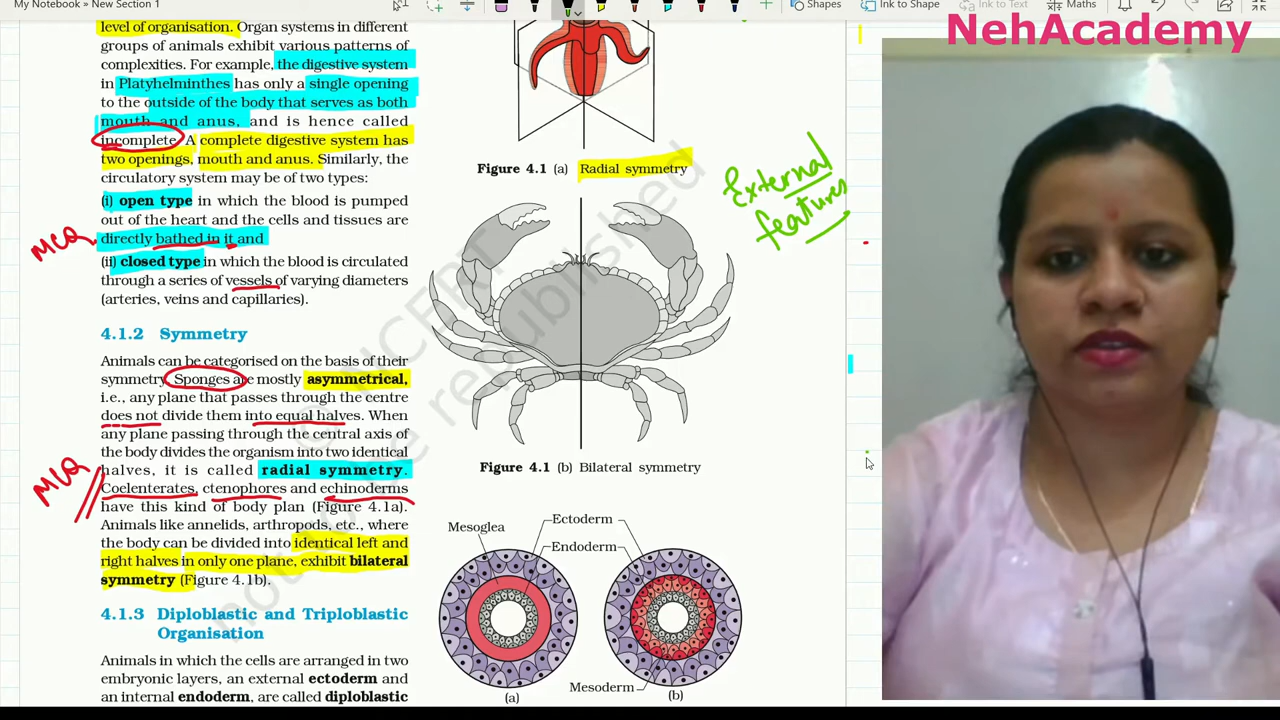 My Notebook » New Section 1
Shapes
Ink to Shape
Ink to Text
Maths
NehAcademy
level of organisation. Organ systems in different
groups of animals exhibit various patterns of
complexities. For example, the digestive system
in Platyhelminthes has only a single opening
to the outside of the body that serves as both
mouth and anus, and is hence called
incomplete. A complete digestive system has
two openings, mouth and anus. Similarly, the
circulatory system may be of two types:
(i) open type in which the blood is pumped
out of the heart and the cells and tissues are
directly bathed in it and
(ii) closed type in which the blood is circulated
through a series of vessels of varying diameters
(arteries, veins and capillaries).
MCQ
4.1.2 Symmetry
Animals can be categorised on the basis of their
symmetry. Sponges are mostly asymmetrical,
i.e., any plane that passes through the centre
does not divide them into equal halves. When
any plane passing through the central axis of
the body divides the organism into two identical
halves, it is called radial symmetry.
Coelenterates, ctenophores and echinoderms
have this kind of body plan (Figure 4.1a).
Animals like annelids, arthropods, etc., where
the body can be divided into identical left and
right halves in only one plane, exhibit bilateral
symmetry (Figure 4.1b).
MCQ
4.1.3 Diploblastic and Triploblastic
Organisation
Animals in which the cells are arranged in two
embryonic layers, an external ectoderm and
an internal endoderm, are called diploblastic
Figure 4.1 (a) Radial symmetry
External
features
Figure 4.1 (b) Bilateral symmetry
Mesoglea
Ectoderm
Endoderm
Mesoderm
(a)
(b)
© NCERT
not to be republished